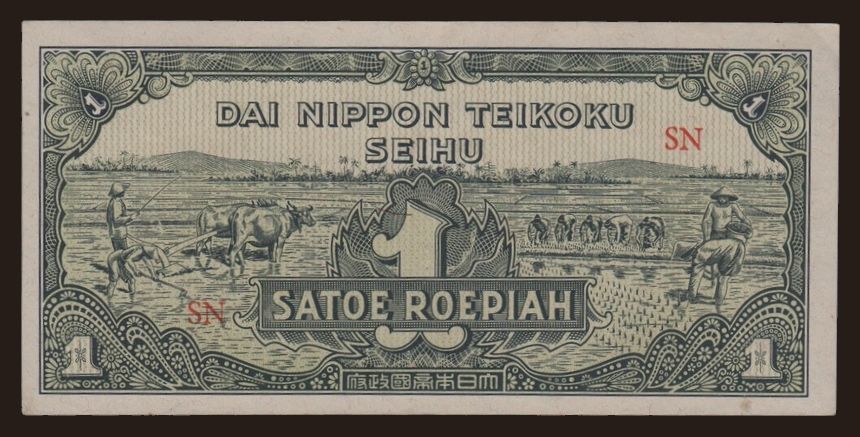 1 1 1
DAI NIPPON TEIKOKU
SEIHU
SN
1
SN
SATOE ROEPIAH
1 1
府政國帝本日大